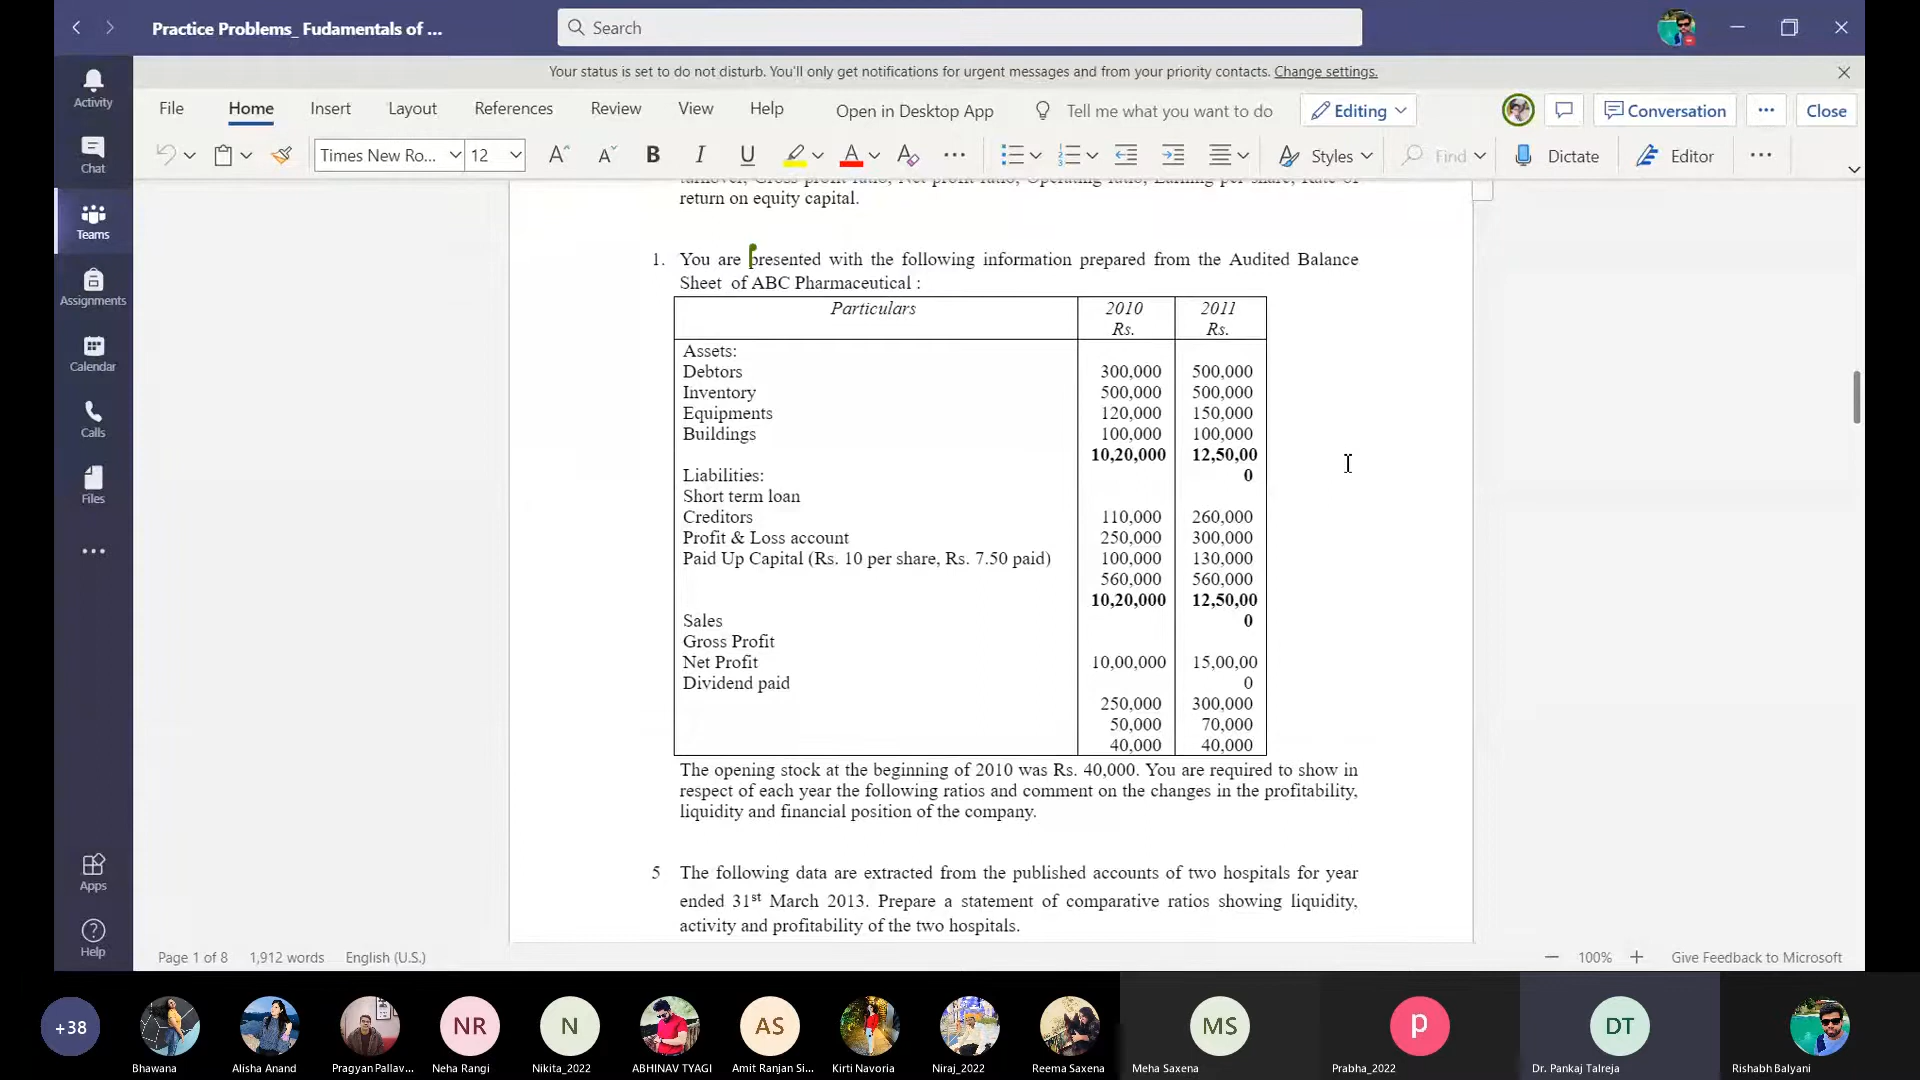 Practice Problems_ Fudamentals of ...
Search
Your status is set to do not disturb. You'll only get notifications for urgent messages and from your priority contacts. Change settings.
File Home Insert Layout References Review View Help Open in Desktop App Tell me what you want to do Editing Conversation Close
Times New Ro... 12 Styles Find Dictate Editor
Activity
Chat
Teams
Assignments
Calendar
Calls
Files
Apps
Help
turnover, Gross profit ratio, Net profit ratio, Operating ratio, Earning per share, Rate of
return on equity capital.
1. You are presented with the following information prepared from the Audited Balance
Sheet of ABC Pharmaceutical :
Particulars 2010 2011
Rs. Rs.
Assets:
Debtors 300,000 500,000
Inventory 500,000 500,000
Equipments 120,000 150,000
Buildings 100,000 100,000
10,20,000 12,50,00
Liabilities: 0
Short term loan
Creditors 110,000 260,000
Profit & Loss account 250,000 300,000
Paid Up Capital (Rs. 10 per share, Rs. 7.50 paid) 100,000 130,000
560,000 560,000
10,20,000 12,50,00
Sales 0
Gross Profit
Net Profit 10,00,000 15,00,00
Dividend paid 0
250,000 300,000
50,000 70,000
40,000 40,000
The opening stock at the beginning of 2010 was Rs. 40,000. You are required to show in
respect of each year the following ratios and comment on the changes in the profitability,
liquidity and financial position of the company.
5 The following data are extracted from the published accounts of two hospitals for year
ended 31st March 2013. Prepare a statement of comparative ratios showing liquidity,
activity and profitability of the two hospitals.
Page 1 of 8 1,912 words English (U.S.) 100% Give Feedback to Microsoft
+38 NR N AS MS P DT
Bhawana Alisha Anand Pragyan Pallav... Neha Rangi Nikita_2022 ABHINAV TYAGI Amit Ranjan Si... Kirti Navoria Niraj_2022 Reema Saxena Meha Saxena Prabha_2022 Dr. Pankaj Talreja Rishabh Balyani